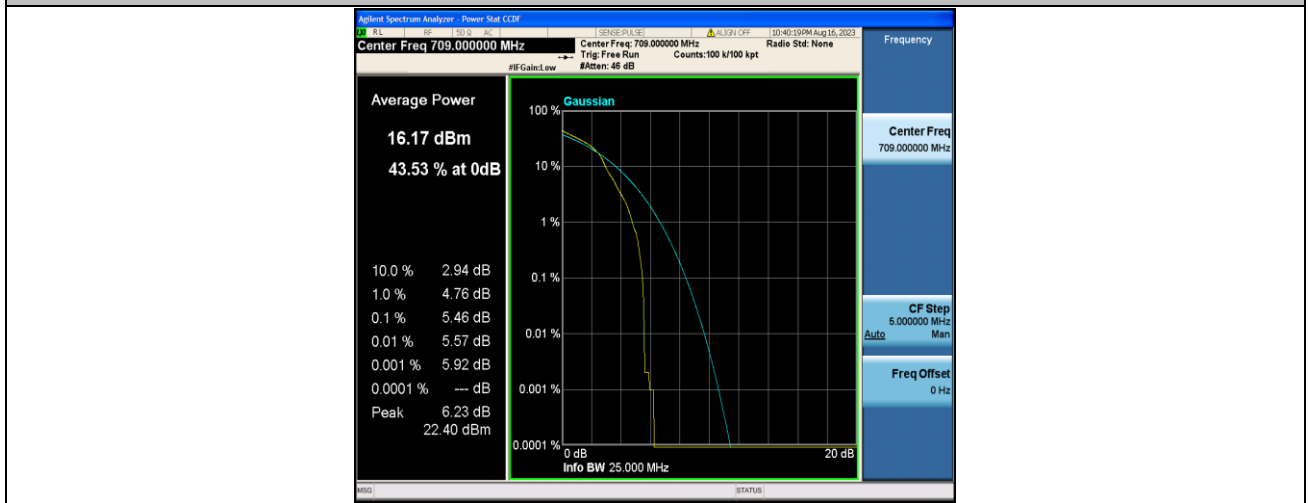 Agilent Spectrum Analyzer - Power Stat CCDF
RL RF 50 Ω AC SENSE:PULSE ALIGN OFF 10:40:19PM Aug 16, 2023
Center Freq 709.000000 MHz
Center Freq: 709.000000 MHz Radio Std: None
Trig: Free Run Counts:100 k/100 kpt
#IFGain:Low #Atten: 46 dB
Frequency
Average Power
16.17 dBm
43.53 % at 0dB
10.0 % 2.94 dB
1.0 % 4.76 dB
0.1 % 5.46 dB
0.01 % 5.57 dB
0.001 % 5.92 dB
0.0001 % --- dB
Peak 6.23 dB
22.40 dBm
Gaussian
100 %
10 %
1 %
0.1 %
0.01 %
0.001 %
0.0001 %
0 dB 20 dB
Info BW 25.000 MHz
Center Freq
709.000000 MHz
CF Step
5.000000 MHz
Auto Man
Freq Offset
0 Hz
MSG STATUS